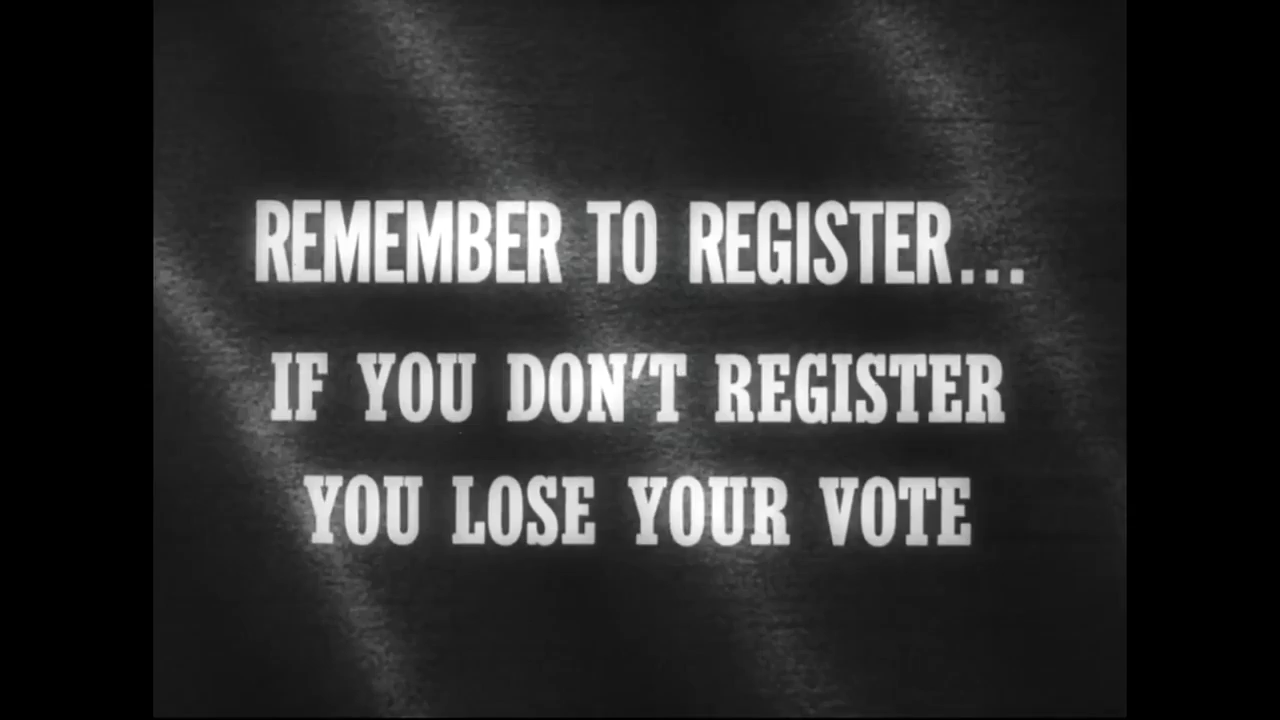 REMEMBER TO REGISTER...
IF YOU DON'T REGISTER
YOU LOSE YOUR VOTE